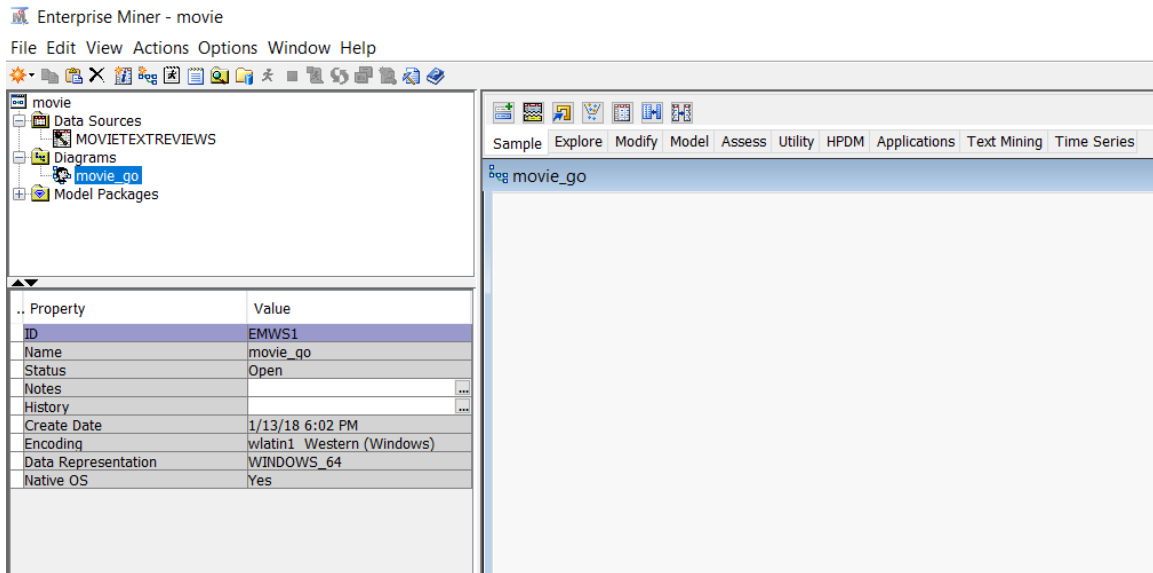 Enterprise Miner - movie
File Edit View Actions Options Window Help
movie
Data Sources
MOVIETEXTREVIEWS
Diagrams
movie_go
Model Packages
.. Property Value
ID EMWS1
Name movie_go
Status Open
Notes ...
History ...
Create Date 1/13/18 6:02 PM
Encoding wlatin1 Western (Windows)
Data Representation WINDOWS_64
Native OS Yes
Sample Explore Modify Model Assess Utility HPDM Applications Text Mining Time Series
movie_go